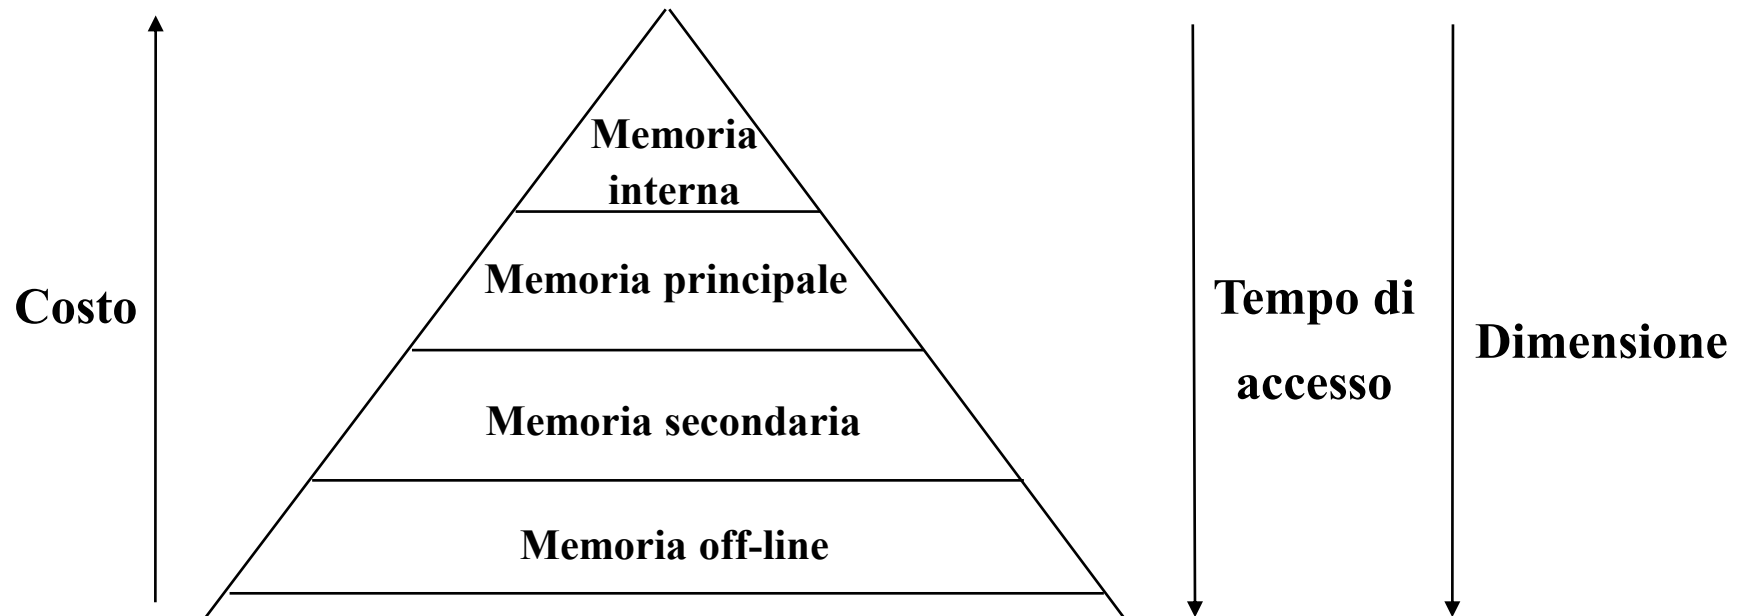 Memoria
interna
Memoria principale
Memoria secondaria
Memoria off-line
Costo
Tempo di
accesso
Dimensione